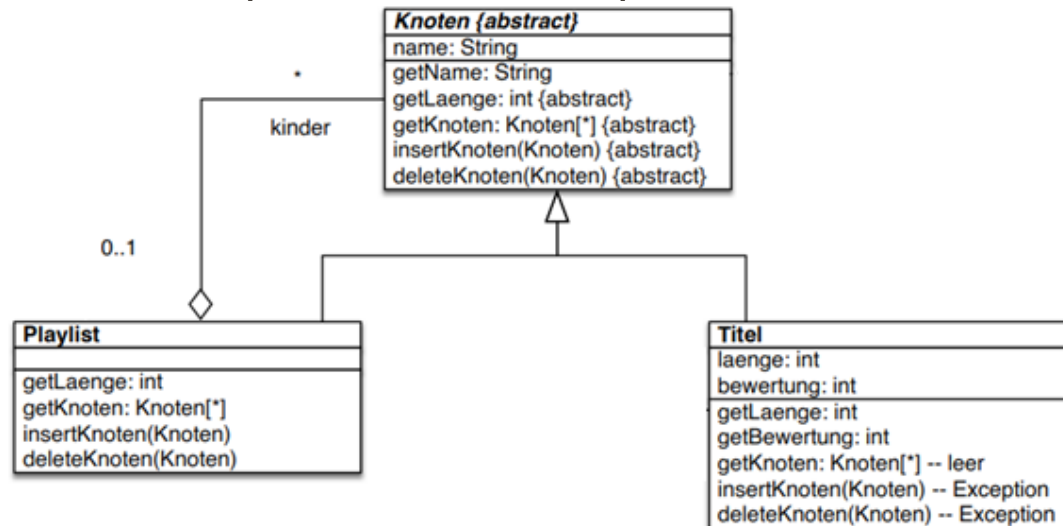 Knoten {abstract}
name: String
getName: String
getLaenge: int {abstract}
getKnoten: Knoten[*] {abstract}
insertKnoten(Knoten) {abstract}
deleteKnoten(Knoten) {abstract}
*
kinder
0..1
Playlist
getLaenge: int
getKnoten: Knoten[*]
insertKnoten(Knoten)
deleteKnoten(Knoten)
Titel
laenge: int
bewertung: int
getLaenge: int
getBewertung: int
getKnoten: Knoten[*] -- leer
insertKnoten(Knoten) -- Exception
deleteKnoten(Knoten) -- Exception